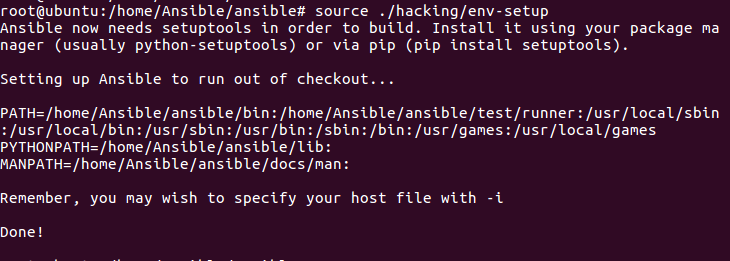 root@ubuntu:/home/Ansible/ansible# source ./hacking/env-setup
Ansible now needs setuptools in order to build. Install it using your package ma
nager (usually python-setuptools) or via pip (pip install setuptools).
Setting up Ansible to run out of checkout...
PATH=/home/Ansible/ansible/bin:/home/Ansible/ansible/test/runner:/usr/local/sbin
:/usr/local/bin:/usr/sbin:/usr/bin:/sbin:/bin:/usr/games:/usr/local/games
PYTHONPATH=/home/Ansible/ansible/lib:
MANPATH=/home/Ansible/ansible/docs/man:
Remember, you may wish to specify your host file with -i
Done!